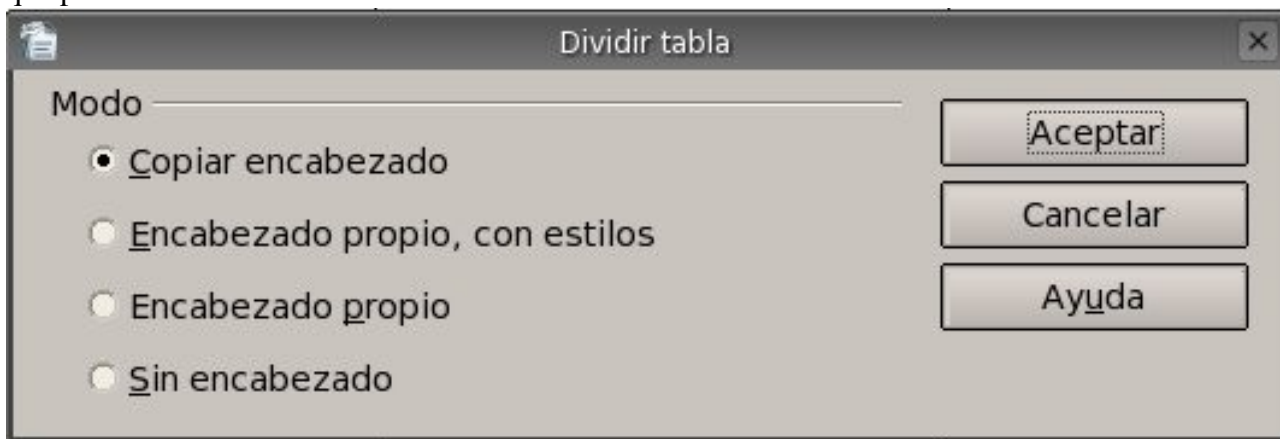 Dividir tabla
Modo
Copiar encabezado
Encabezado propio, con estilos
Encabezado propio
Sin encabezado
Aceptar
Cancelar
Ayuda